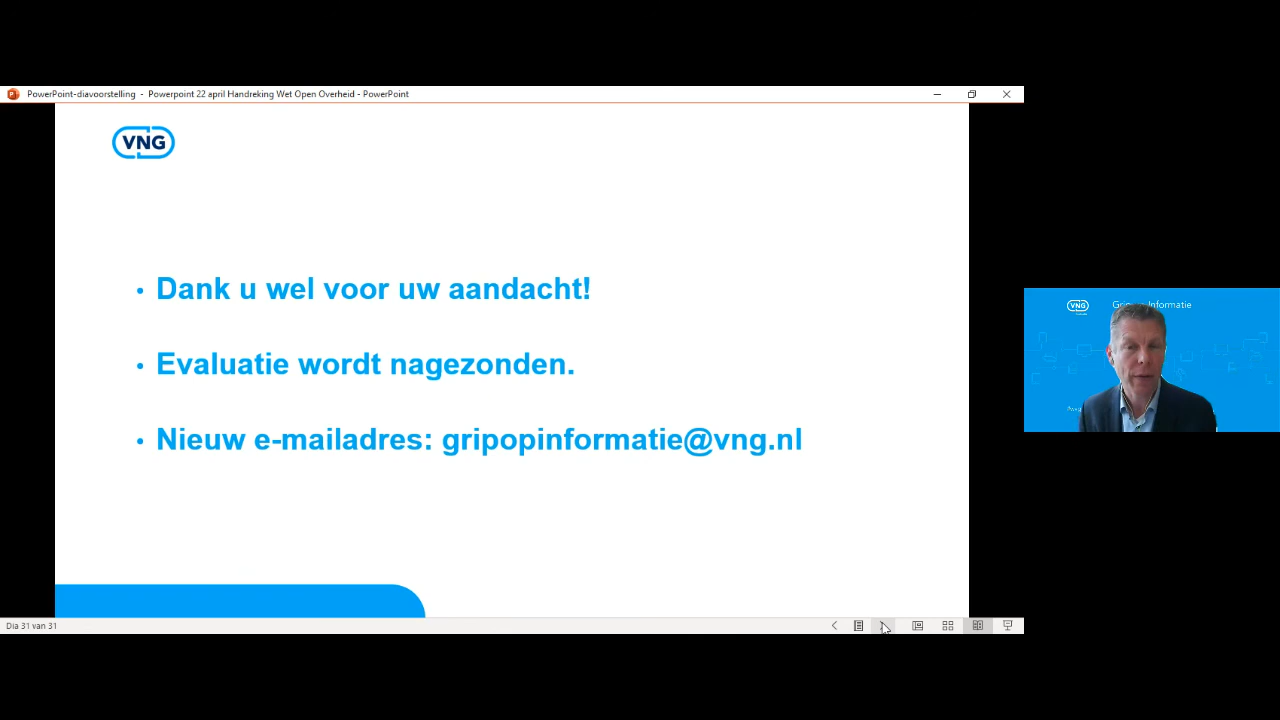 PowerPoint-diavoorstelling - Powerpoint 22 april Handreking Wet Open Overheid - PowerPoint
VNG
• Dank u wel voor uw aandacht!
• Evaluatie wordt nagezonden.
• Nieuw e-mailadres: gripopinformatie@vng.nl
VNG
Informatie
Dia 31 van 31